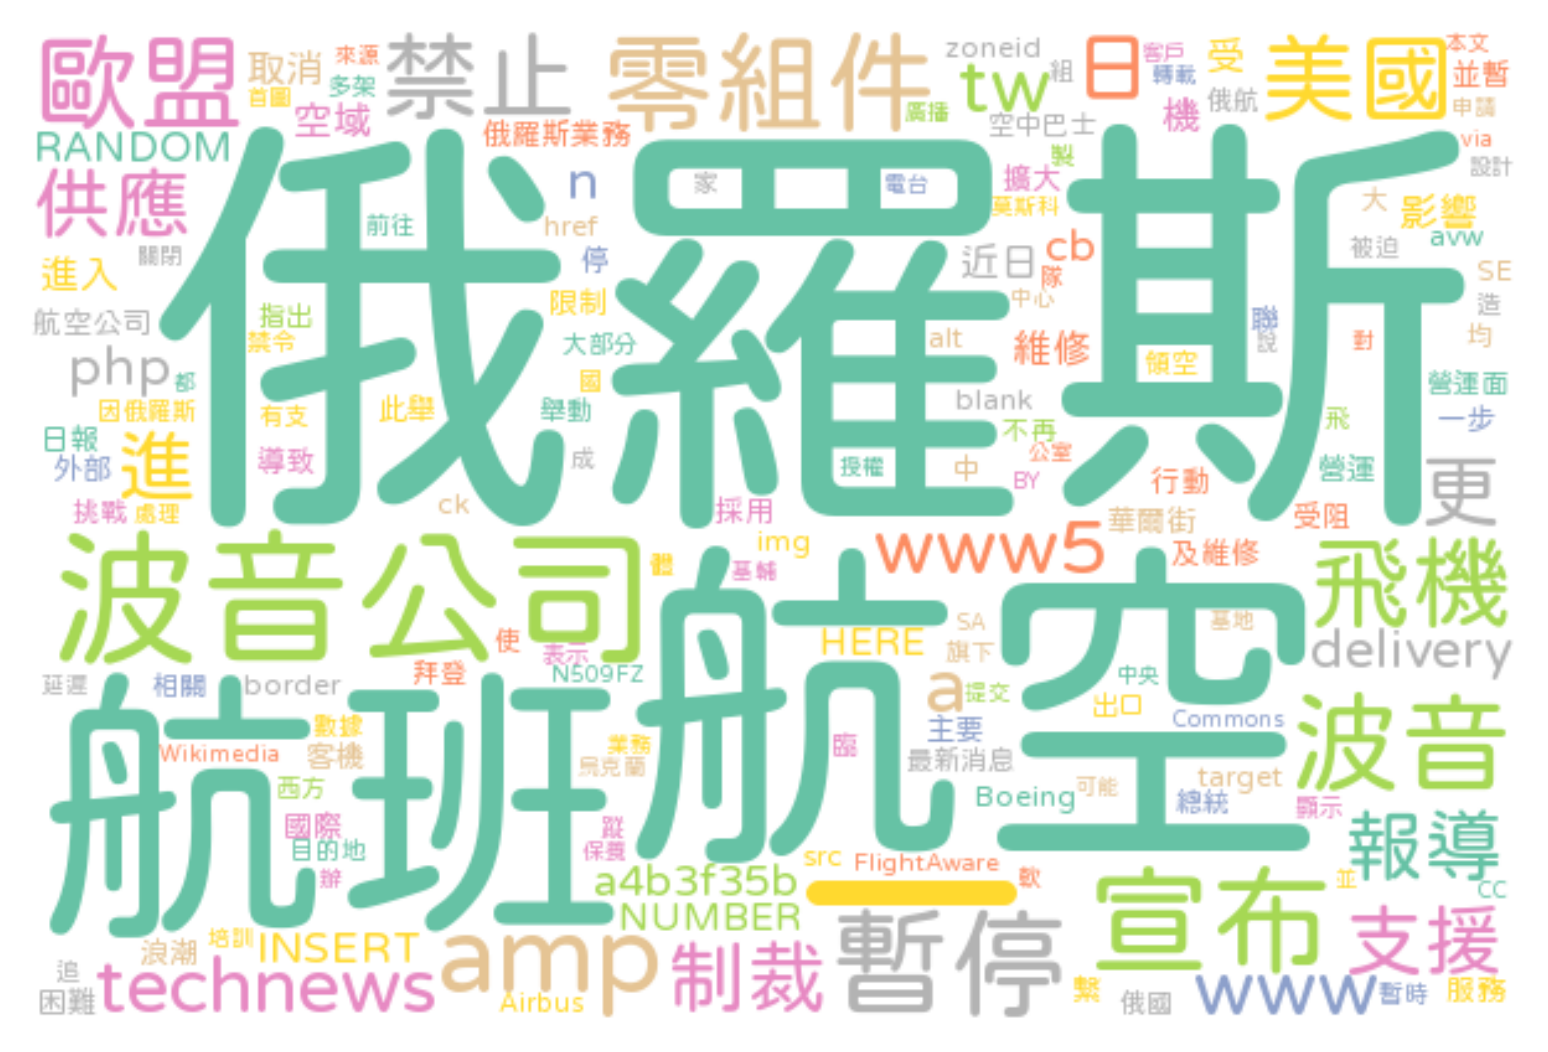 歐盟
取消
來源
首圖
多架
禁止
零組件
zoneid
tw
組
日
客戶
轉載
受
美國
本文
並暫
申請
RANDOM
空域
俄羅斯業務
廣播
空中巴士
機
俄航
via
設計
供應
俄羅斯
n
家
電台
製
擴大
莫斯科
大
影響
關閉
前往
href
停
近日
cb
隊
被迫
avw
SE
進入
限制
中心
造
航空公司
指出
禁令
大部分
alt
維修
聯
說
對
均
php
都
國
領空
營運面
因俄羅斯
有支
此舉
舉動
blank
不再
飛
一步
日報
外部
進
導致
成
授權
中
公室
營運
更
挑戰
處理
ck
採用
BY
行動
華爾街
受阻
波音公司
體
img
基輔
www5
及維修
飛機
航空
使
表示
HERE
SA
旗下
基地
delivery
延遲
相關
border
拜登
N509FZ
a
提交
中央
出口
航班
數據
Wikimedia
客機
業務
烏克蘭
臨
主要
最新消息
Commons
波音
西方
Boeing
可能
target
總統
顯示
國際
目的地
辦
蹤
保養
報導
src
FlightAware
軟
並
CC
a4b3f35b
NUMBER
宣布
支援
浪潮
培訓
INSERT
amp
制裁
暫停
追
困難
technews
Airbus
繫
俄國
www
暫時
服務